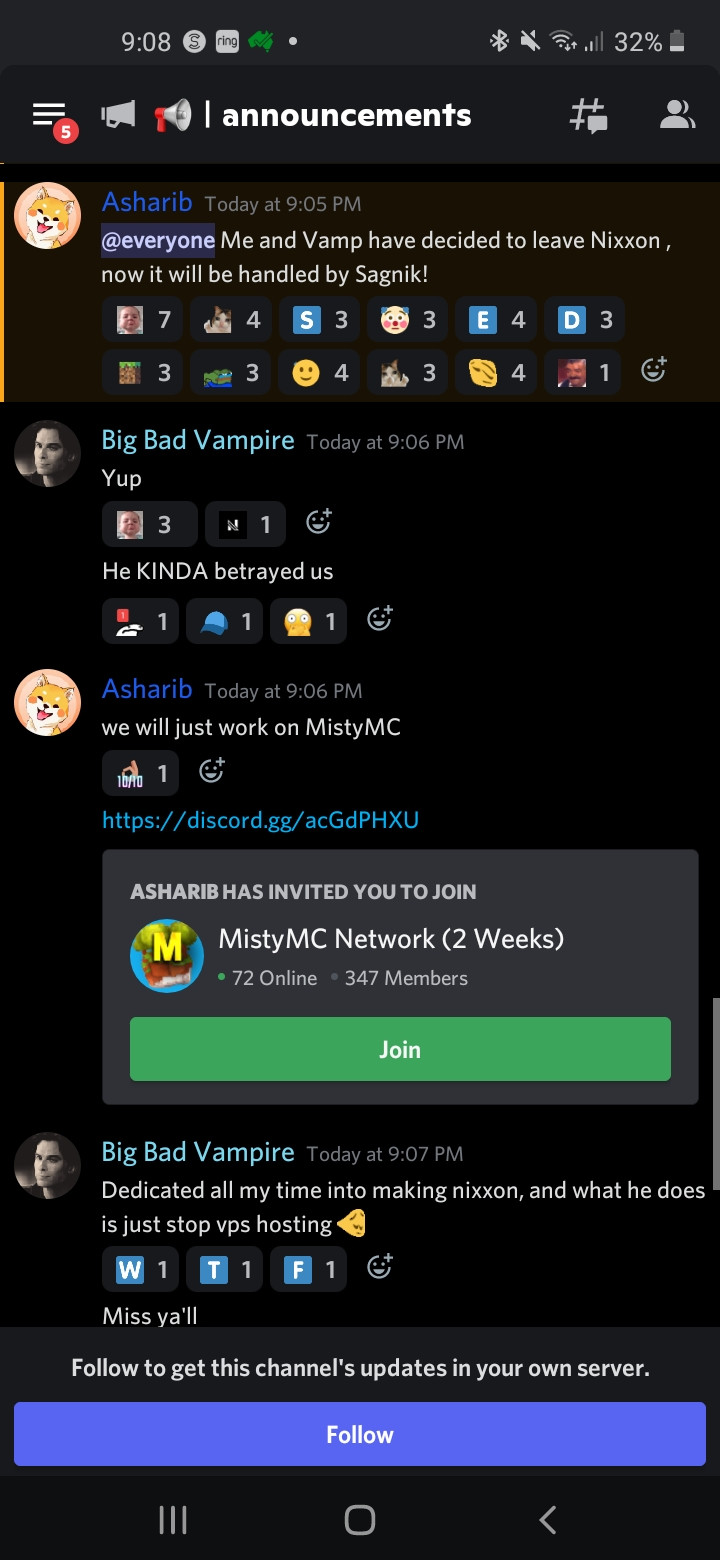 9:08 S ring 32%
5 | announcements
Asharib Today at 9:05 PM
@everyone Me and Vamp have decided to leave Nixxon ,
now it will be handled by Sagnik!
7 4 S 3 3 E 4 D 3
3 3 4 3 4 1
Big Bad Vampire Today at 9:06 PM
Yup
3 N 1
He KINDA betrayed us
1 1 1 1
Asharib Today at 9:06 PM
we will just work on MistyMC
10/10 1
https://discord.gg/acGdPHXU
ASHARIB HAS INVITED YOU TO JOIN
M MistyMC Network (2 Weeks)
72 Online 347 Members
Join
Big Bad Vampire Today at 9:07 PM
Dedicated all my time into making nixxon, and what he does
is just stop vps hosting
W 1 T 1 F 1
Miss ya'll
Follow to get this channel's updates in your own server.
Follow